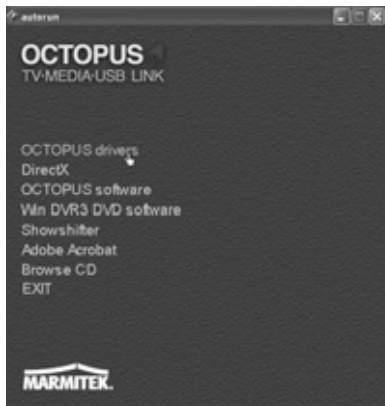 autorun
OCTOPUS
TV-MEDIA-USB LINK
OCTOPUS drivers
DirectX
OCTOPUS software
Win DVR3 DVD software
Showshifter
Adobe Acrobat
Browse CD
EXIT
MARMITEK.